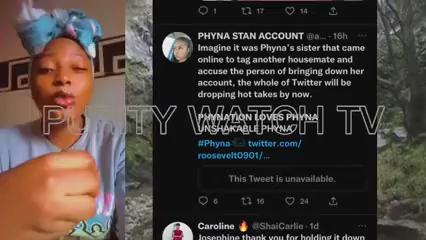 1 17 14
PHYNA STAN ACCOUNT @a... · 16h
Imagine it was Phyna's sister that came
online to tag another housemate and
accuse the person of bringing down her
account, the whole of Twitter will be
dropping hot takes by now.
PURITY WATCH TV
PHYNATION LOVES PHYNA
UNSHAKABLE PHYNA
#Phyna twitter.com/
roosevelt0901/...
This Tweet is unavailable.
6 16 27
Caroline 🔥 @ShaiCarlie · 1d
Josephine thank you for holding it down